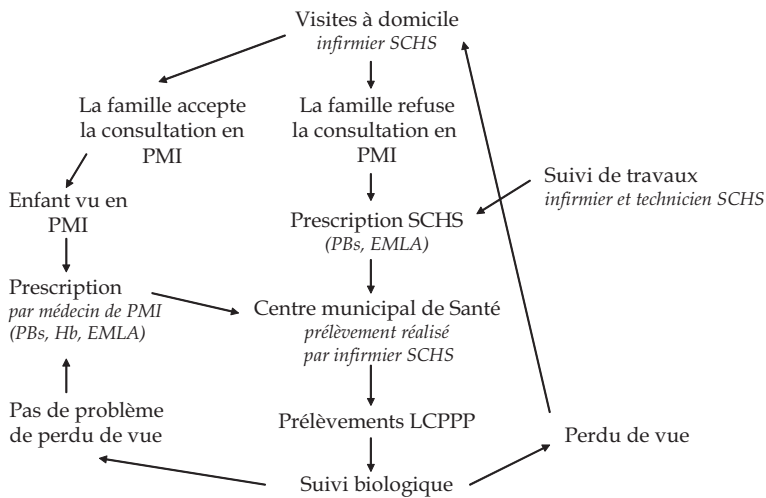 Visites à domicile
infirmier SCHS
La famille accepte
la consultation en
PMI
La famille refuse
la consultation en
PMI
Suivi de travaux
infirmier et technicien SCHS
Enfant vu en
PMI
Prescription SCHS
(PBs, EMLA)
Prescription
par médecin de PMI
(PBs, Hb, EMLA)
Centre municipal de Santé
prélèvement réalisé
par infirmier SCHS
Pas de problème
de perdu de vue
Prélèvements LCPPP
Perdu de vue
Suivi biologique